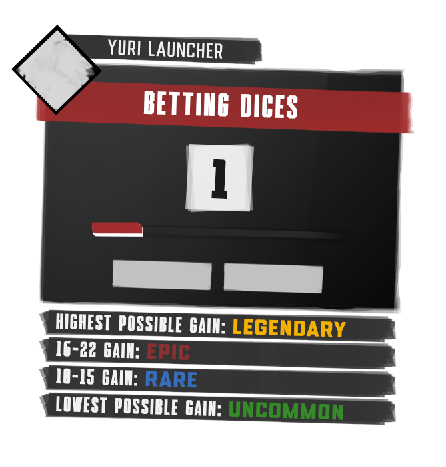 YURI LAUNCHER
BETTING DICES
1
HIGHEST POSSIBLE GAIN: LEGENDARY
16-22 GAIN: EPIC
10-15 GAIN: RARE
LOWEST POSSIBLE GAIN: UNCOMMON